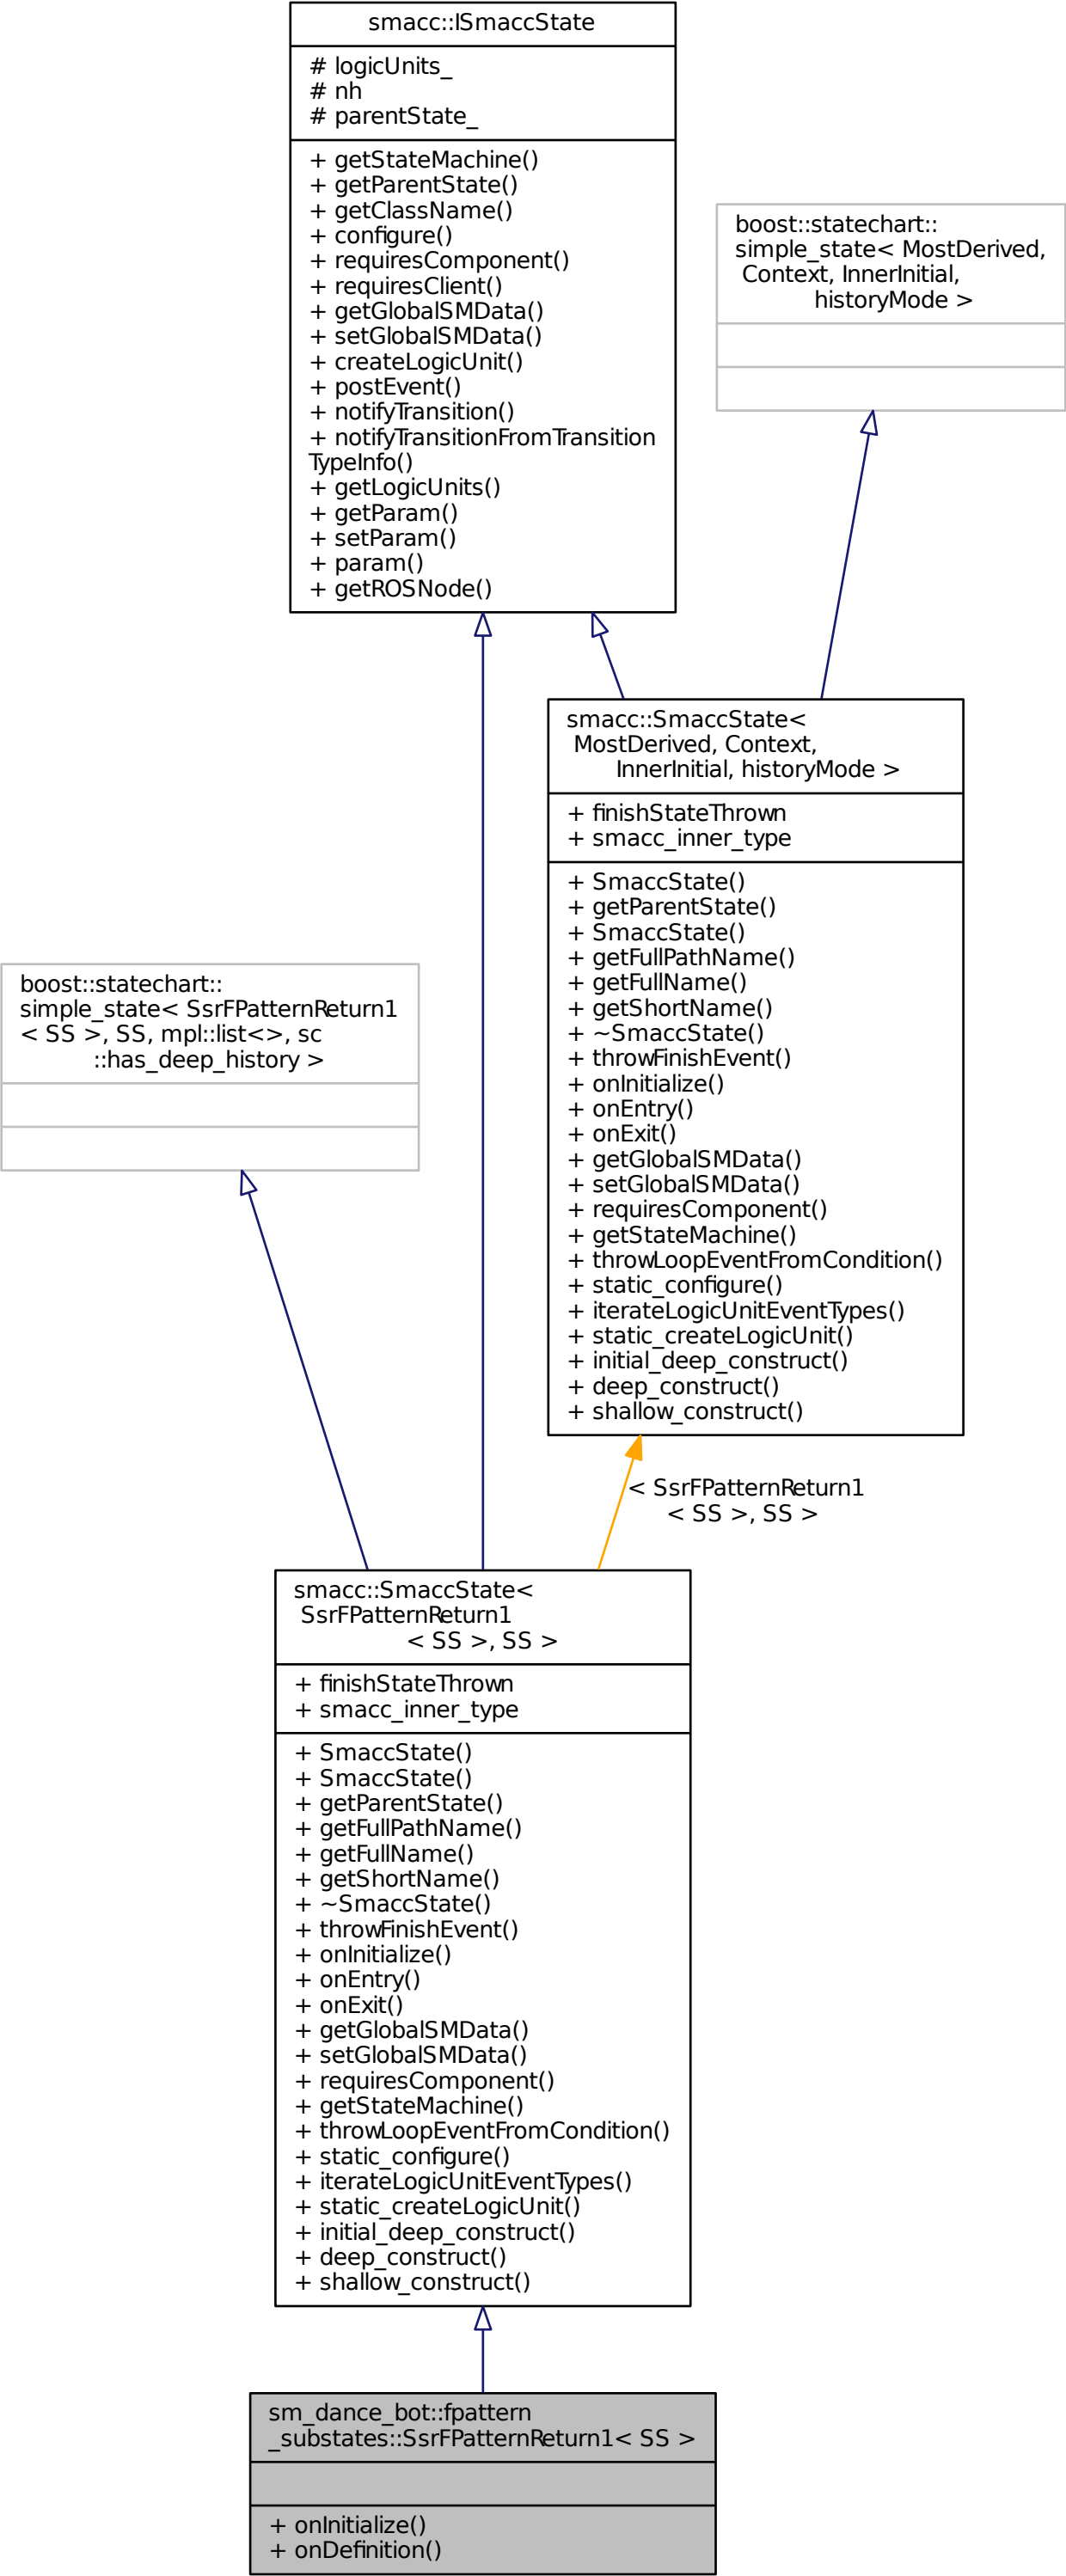 smacc::ISmaccState
# logicUnits_
# nh
# parentState_
+ getStateMachine()
+ getParentState()
+ getClassName()
+ configure()
+ requiresComponent()
+ requiresClient()
+ getGlobalSMData()
+ setGlobalSMData()
+ createLogicUnit()
+ postEvent()
+ notifyTransition()
+ notifyTransitionFromTransition
TypeInfo()
+ getLogicUnits()
+ getParam()
+ setParam()
+ param()
+ getROSNode()
boost::statechart::
simple_state< MostDerived,
Context, InnerInitial,
historyMode >
smacc::SmaccState<
MostDerived, Context,
InnerInitial, historyMode >
+ finishStateThrown
+ smacc_inner_type
+ SmaccState()
+ getParentState()
+ SmaccState()
+ getFullPathName()
+ getFullName()
+ getShortName()
+ ~SmaccState()
+ throwFinishEvent()
+ onInitialize()
+ onEntry()
+ onExit()
+ getGlobalSMData()
+ setGlobalSMData()
+ requiresComponent()
+ getStateMachine()
+ throwLoopEventFromCondition()
+ static_configure()
+ iterateLogicUnitEventTypes()
+ static_createLogicUnit()
+ initial_deep_construct()
+ deep_construct()
+ shallow_construct()
boost::statechart::
simple_state< SsrFPatternReturn1
< SS >, SS, mpl::list<>, sc
::has_deep_history >
< SsrFPatternReturn1
< SS >, SS >
smacc::SmaccState<
SsrFPatternReturn1
< SS >, SS >
+ finishStateThrown
+ smacc_inner_type
+ SmaccState()
+ SmaccState()
+ getParentState()
+ getFullPathName()
+ getFullName()
+ getShortName()
+ ~SmaccState()
+ throwFinishEvent()
+ onInitialize()
+ onEntry()
+ onExit()
+ getGlobalSMData()
+ setGlobalSMData()
+ requiresComponent()
+ getStateMachine()
+ throwLoopEventFromCondition()
+ static_configure()
+ iterateLogicUnitEventTypes()
+ static_createLogicUnit()
+ initial_deep_construct()
+ deep_construct()
+ shallow_construct()
sm_dance_bot::fpattern
_substates::SsrFPatternReturn1< SS >
+ onInitialize()
+ onDefinition()